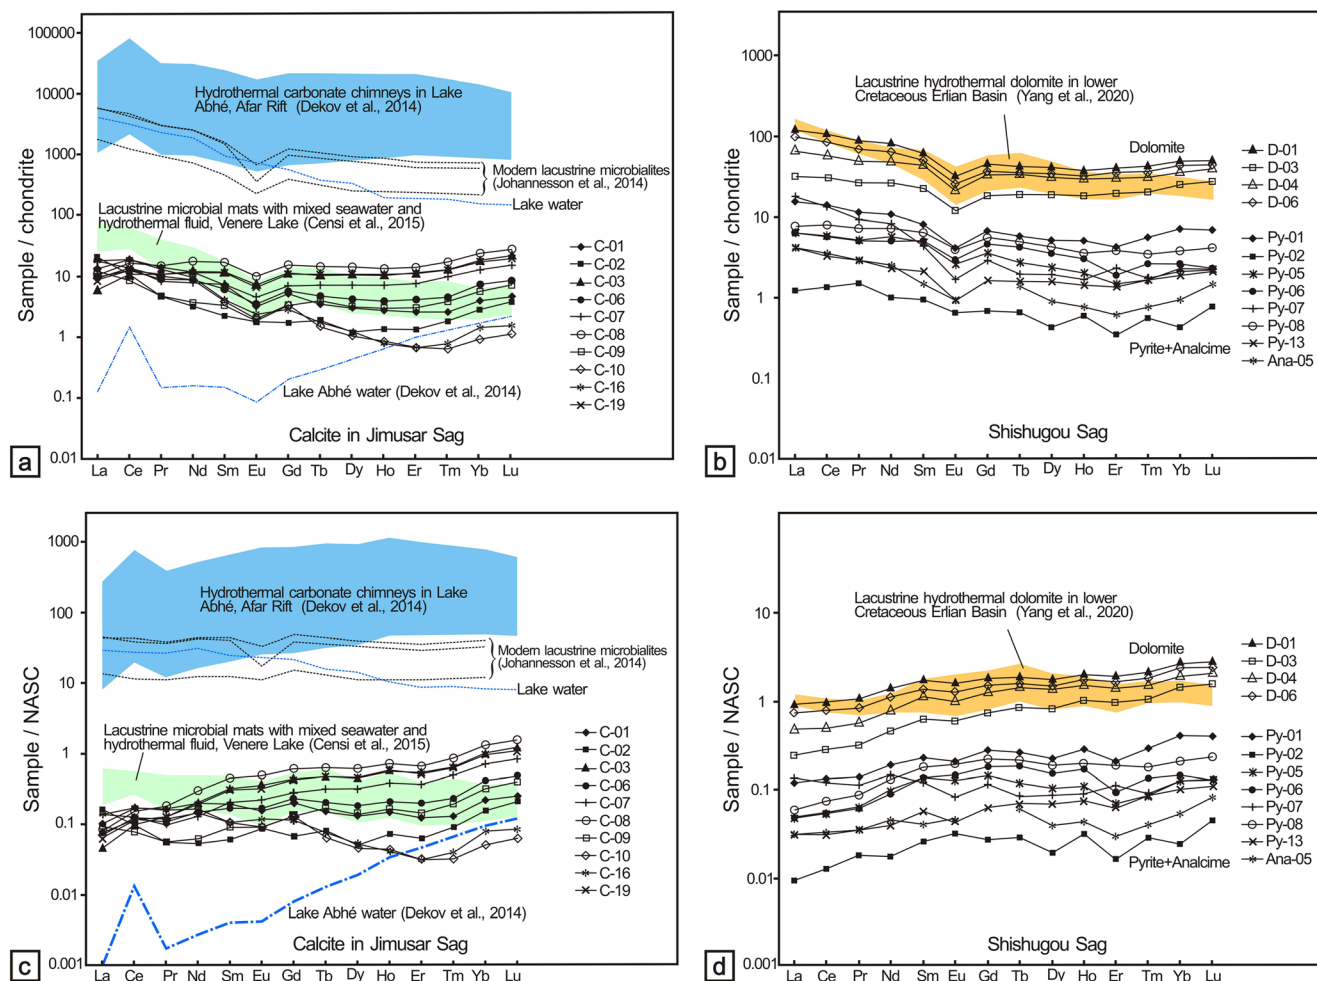 100000
10000
1000
100
10
1
0.1
0.01
Sample / chondrite
Hydrothermal carbonate chimneys in Lake
Abhé, Afar Rift (Dekov et al., 2014)
Modern lacustrine microbialites
(Johannesson et al., 2014)
Lake water
Lacustrine microbial mats with mixed seawater and
hydrothermal fluid, Venere Lake (Censi et al., 2015)
C-01
C-02
C-03
C-06
C-07
C-08
C-09
C-10
C-16
C-19
Lake Abhé water (Dekov et al., 2014)
Calcite in Jimusar Sag
a
La Ce Pr Nd Sm Eu Gd Tb Dy Ho Er Tm Yb Lu
1000
100
10
1
0.1
0.01
Sample / chondrite
Lacustrine hydrothermal dolomite in lower
Cretaceous Erlian Basin (Yang et al., 2020)
Dolomite
D-01
D-03
D-04
D-06
Py-01
Py-02
Py-05
Py-06
Py-07
Py-08
Py-13
Ana-05
Pyrite+Analcime
Shishugou Sag
b
La Ce Pr Nd Sm Eu Gd Tb Dy Ho Er Tm Yb Lu
1000
100
10
1
0.1
0.01
0.001
Sample / NASC
Hydrothermal carbonate chimneys in Lake
Abhé, Afar Rift (Dekov et al., 2014)
Modern lacustrine microbialites
(Johannesson et al., 2014)
Lake water
Lacustrine microbial mats with mixed seawater and
hydrothermal fluid, Venere Lake (Censi et al., 2015)
C-01
C-02
C-03
C-06
C-07
C-08
C-09
C-10
C-16
C-19
Lake Abhé water (Dekov et al., 2014)
Calcite in Jimusar Sag
c
La Ce Pr Nd Sm Eu Gd Tb Dy Ho Er Tm Yb Lu
10
1
0.1
0.01
0.001
Sample / NASC
Lacustrine hydrothermal dolomite in lower
Cretaceous Erlian Basin (Yang et al., 2020)
Dolomite
D-01
D-03
D-04
D-06
Py-01
Py-02
Py-05
Py-06
Py-07
Py-08
Py-13
Ana-05
Pyrite+Analcime
Shishugou Sag
d
La Ce Pr Nd Sm Eu Gd Tb Dy Ho Er Tm Yb Lu